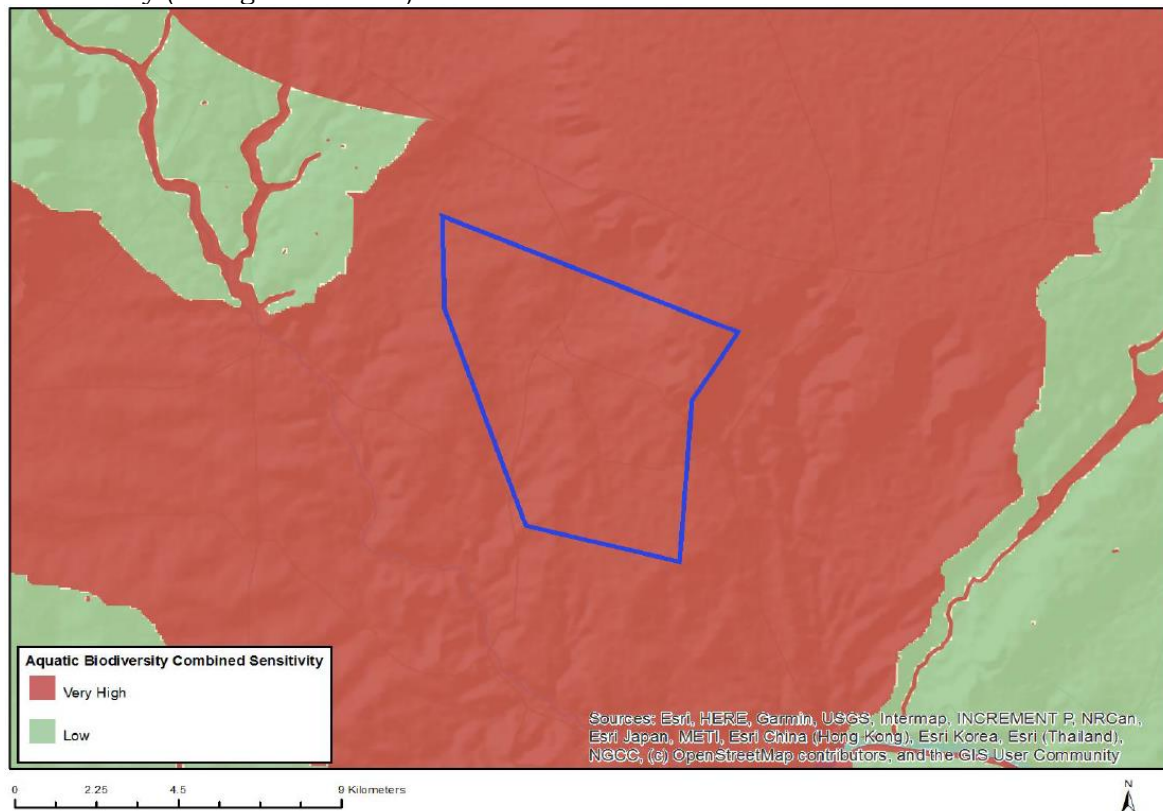 Aquatic Biodiversity Combined Sensitivity
Very High
Low
Sources: Esri, HERE, Garmin, USGS, Intermap, INCREMENT P, NRCan,
Esri Japan, METI, Esri China (Hong Kong), Esri Korea, Esri (Thailand),
NGCC, (c) OpenStreetMap contributors, and the GIS User Community
0 2.25 4.5 9 Kilometers
N